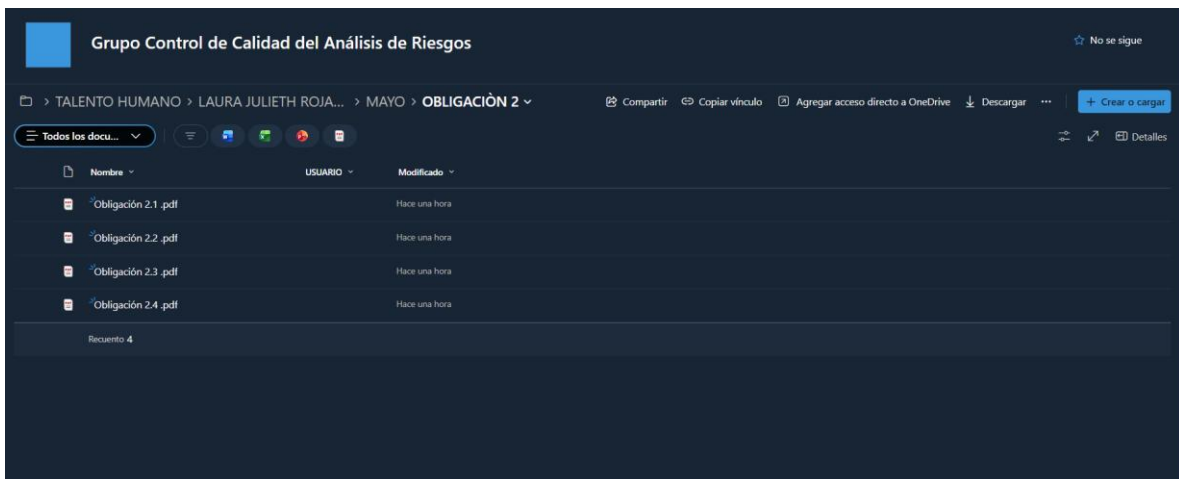 Grupo Control de Calidad del Análisis de Riesgos
No se sigue
> TALENTO HUMANO > LAURA JULIETH ROJA... > MAYO > OBLIGACIÒN 2
Compartir Copiar vínculo Agregar acceso directo a OneDrive Descargar ... + Crear o cargar
Todos los docu... Detalles
Nombre USUARIO Modificado
Obligación 2.1 .pdf Hace una hora
Obligación 2.2 .pdf Hace una hora
Obligación 2.3 .pdf Hace una hora
Obligación 2.4 .pdf Hace una hora
Recuento 4